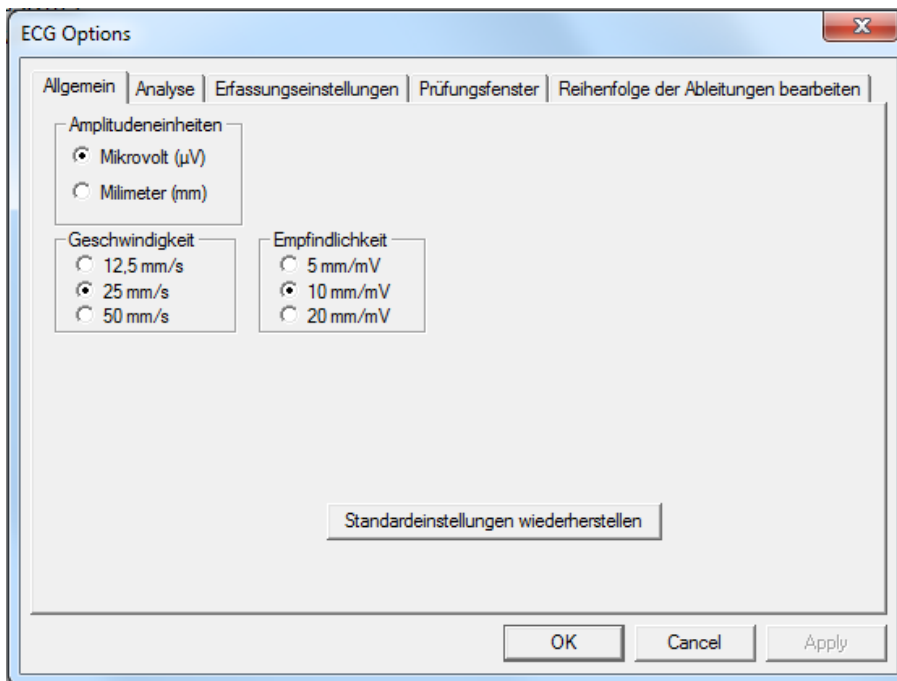 ECG Options
Allgemein Analyse Erfassungseinstellungen Prüfungsfenster Reihenfolge der Ableitungen bearbeiten
Amplitudeneinheiten
Mikrovolt (µV)
Milimeter (mm)
Geschwindigkeit
12,5 mm/s
25 mm/s
50 mm/s
Empfindlichkeit
5 mm/mV
10 mm/mV
20 mm/mV
Standardeinstellungen wiederherstellen
OK Cancel Apply